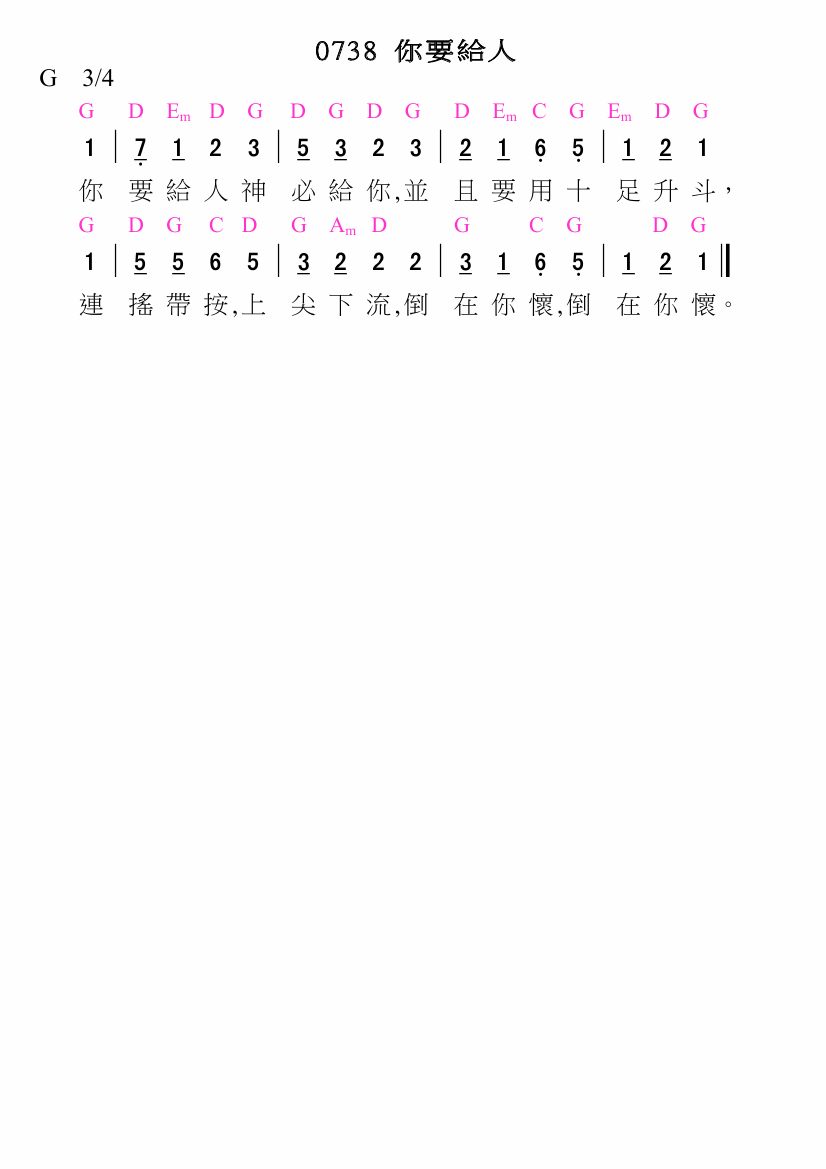 0738 你要給人
G 3/4
G D Em D G D G D G D Em C G Em D G
1 | 7̣ 1 2 3 | 5 3 2 3 | 2 1 6̣ 5̣ | 1 2 1
你 要給人神 必給你,並 且要用十 足升斗，
G D G C D G Am D G C G D G
1 | 5 5 6 5 | 3 2 2 2 | 3 1 6̣ 5̣ | 1 2 1 ‖
連 搖帶按,上 尖下流,倒 在你懷,倒 在你懷。